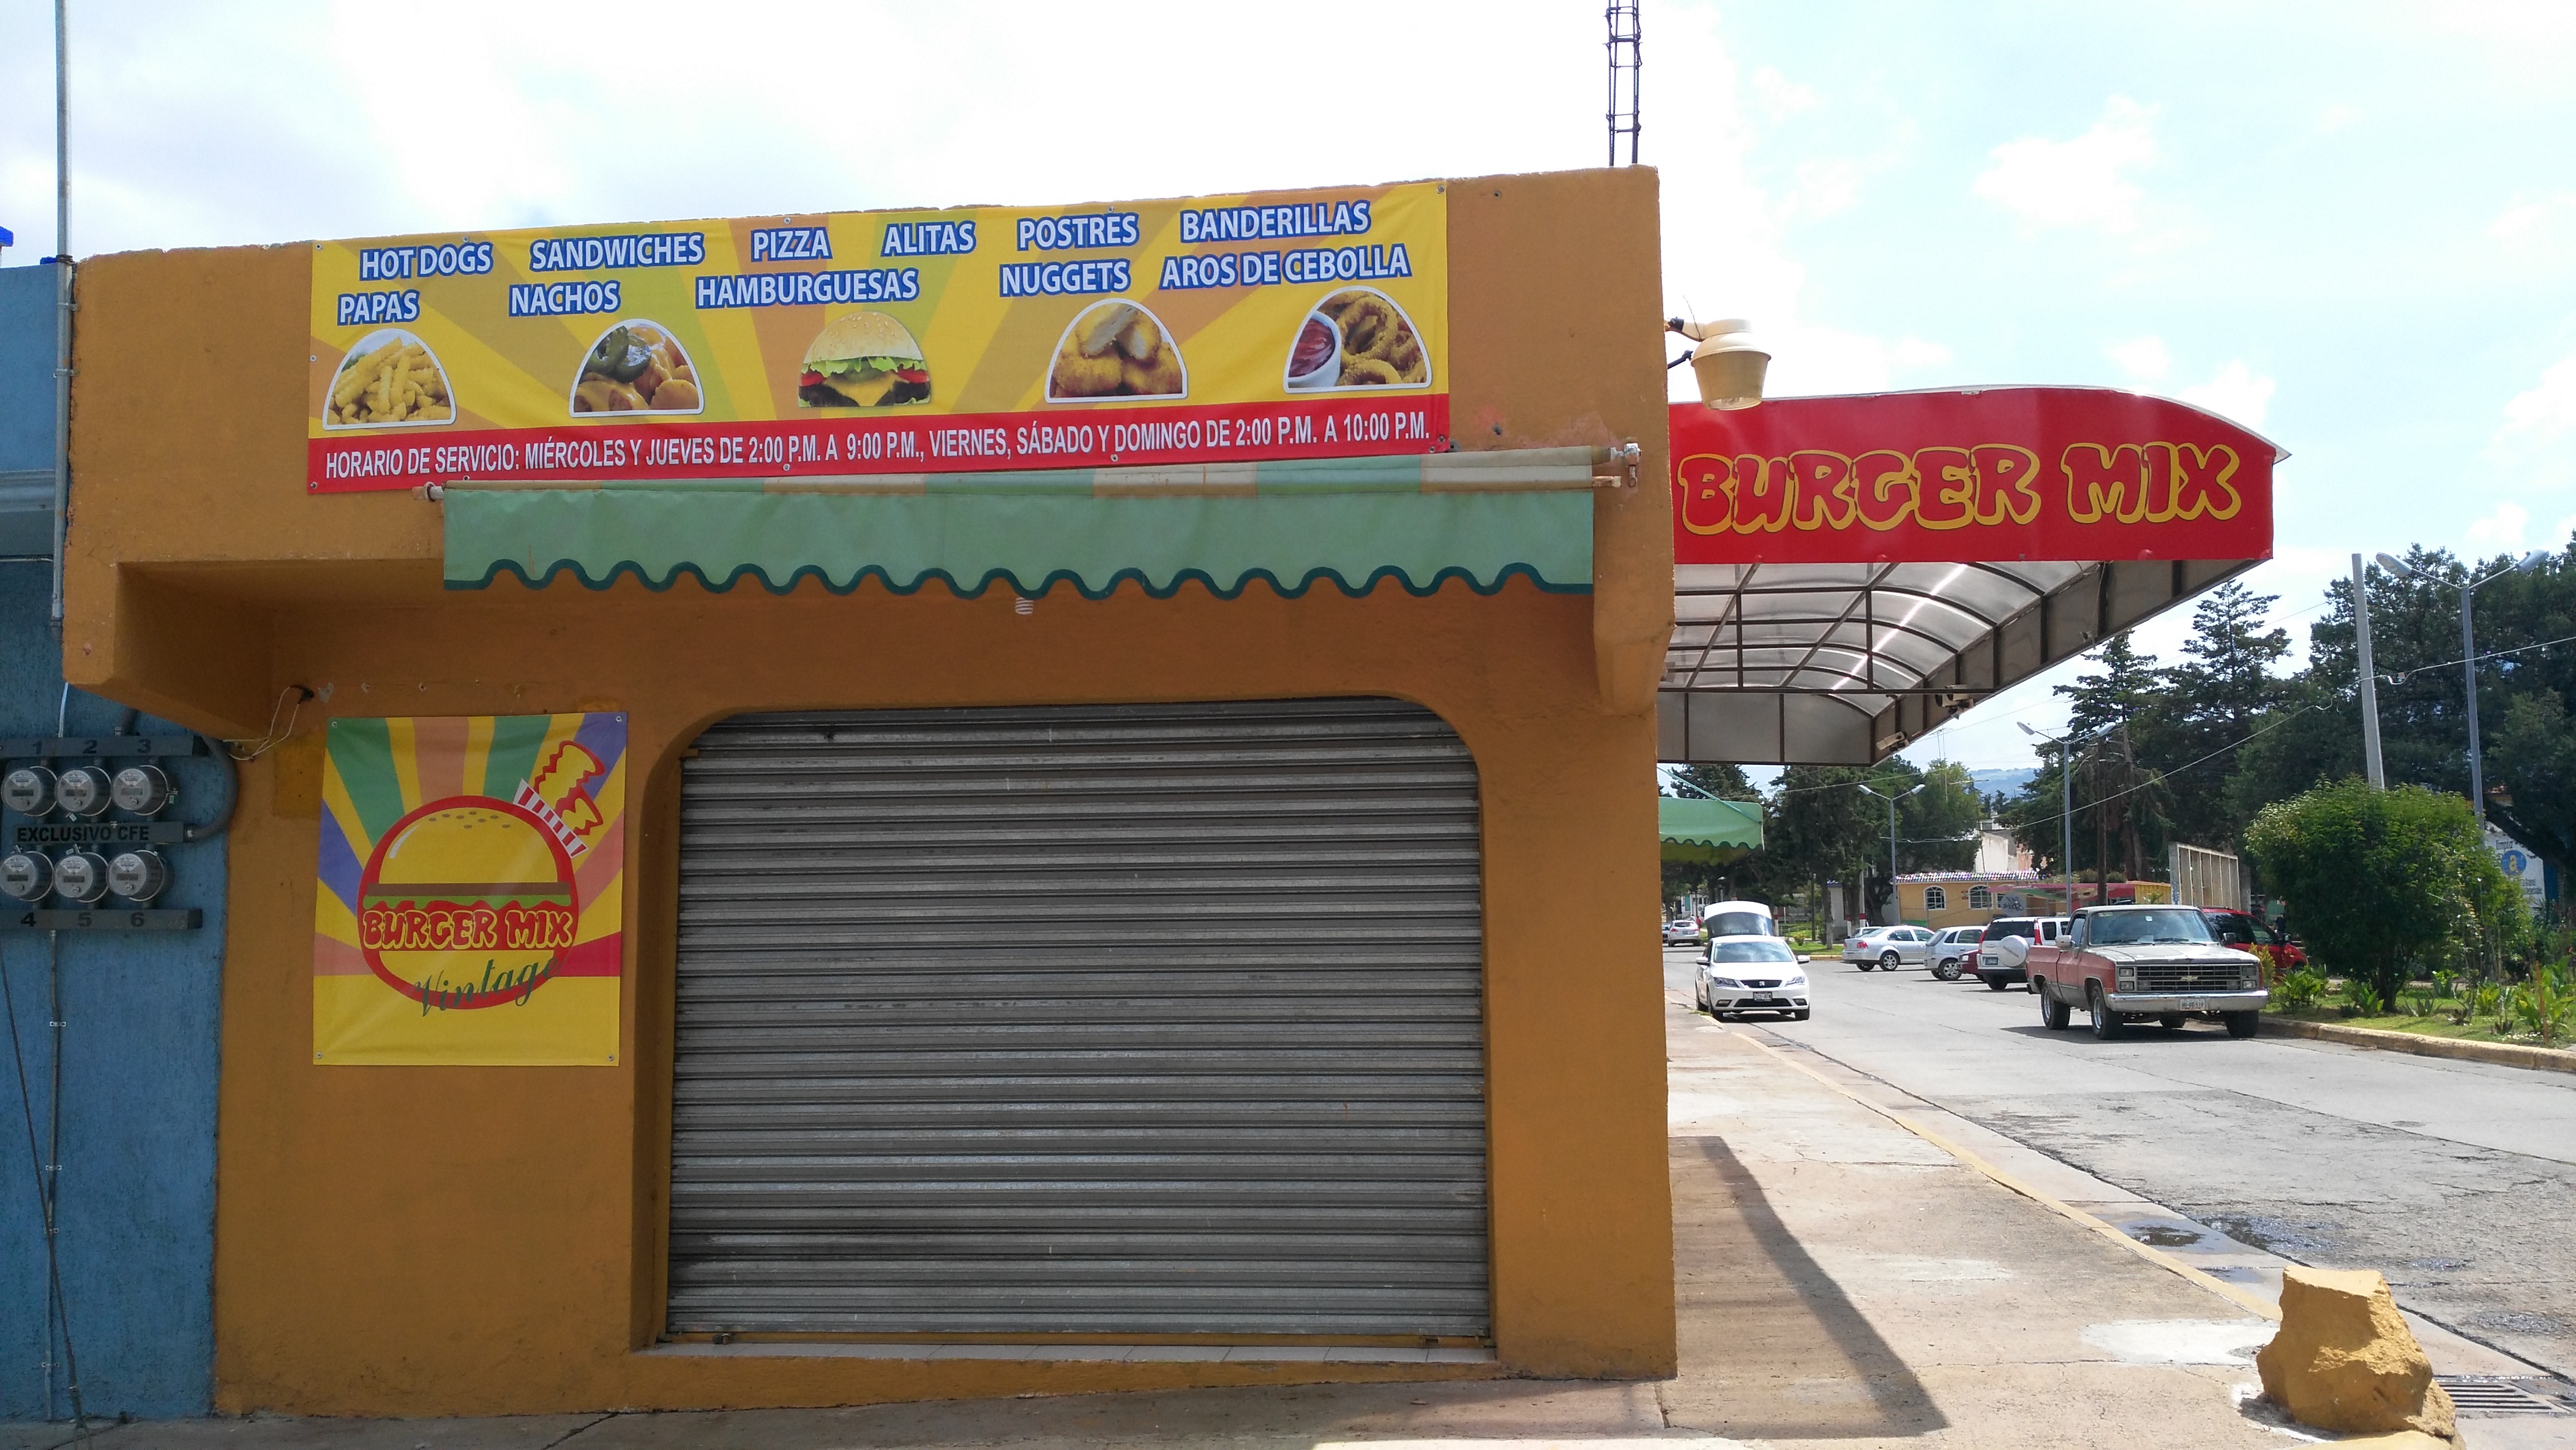 HOT DOGS SANDWICHES PIZZA ALITAS POSTRES BANDERILLAS
PAPAS NACHOS HAMBURGUESAS NUGGETS AROS DE CEBOLLA
HORARIO DE SERVICIO: MIÉRCOLES Y JUEVES DE 2:00 P.M. A 9:00 P.M., VIERNES, SÁBADO Y DOMINGO DE 2:00 P.M. A 10:00 P.M.
BURGER MIX
BURGER MIX
Vintage
1 2 3
EXCLUSIVO CFE
4 5 6